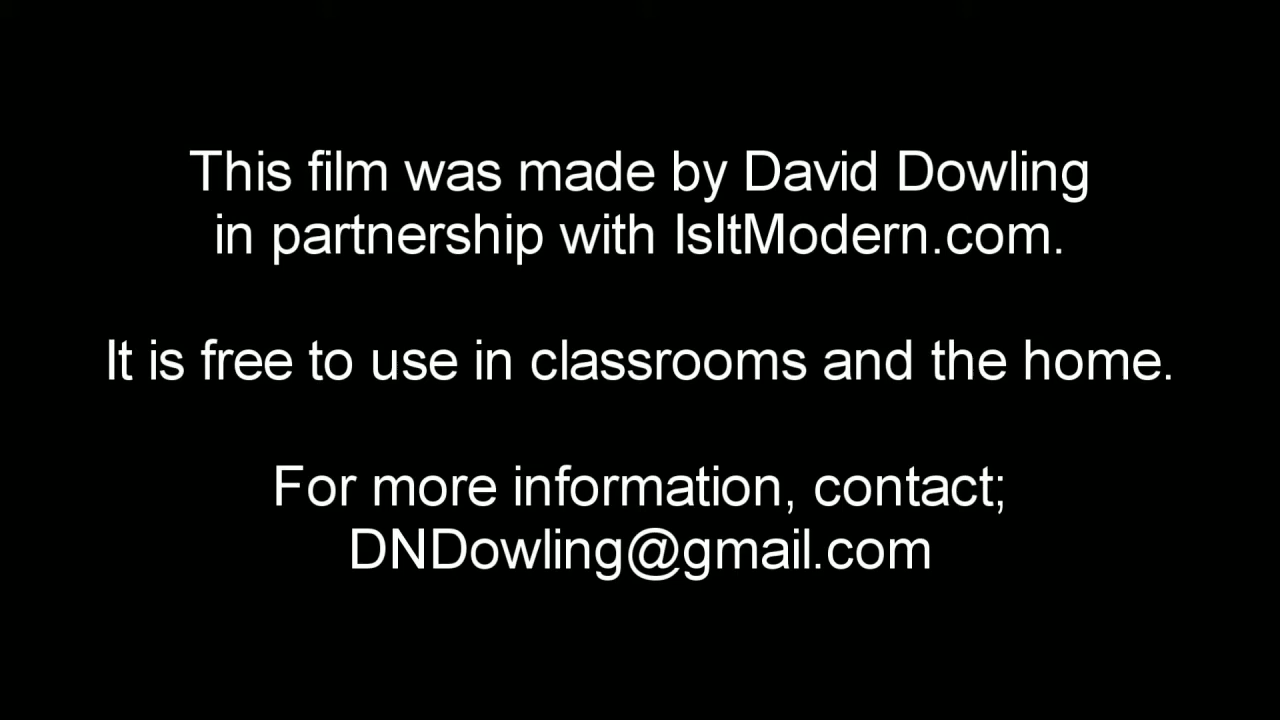 This film was made by David Dowling
in partnership with IsItModern.com.
It is free to use in classrooms and the home.
For more information, contact;
DNDowling@gmail.com